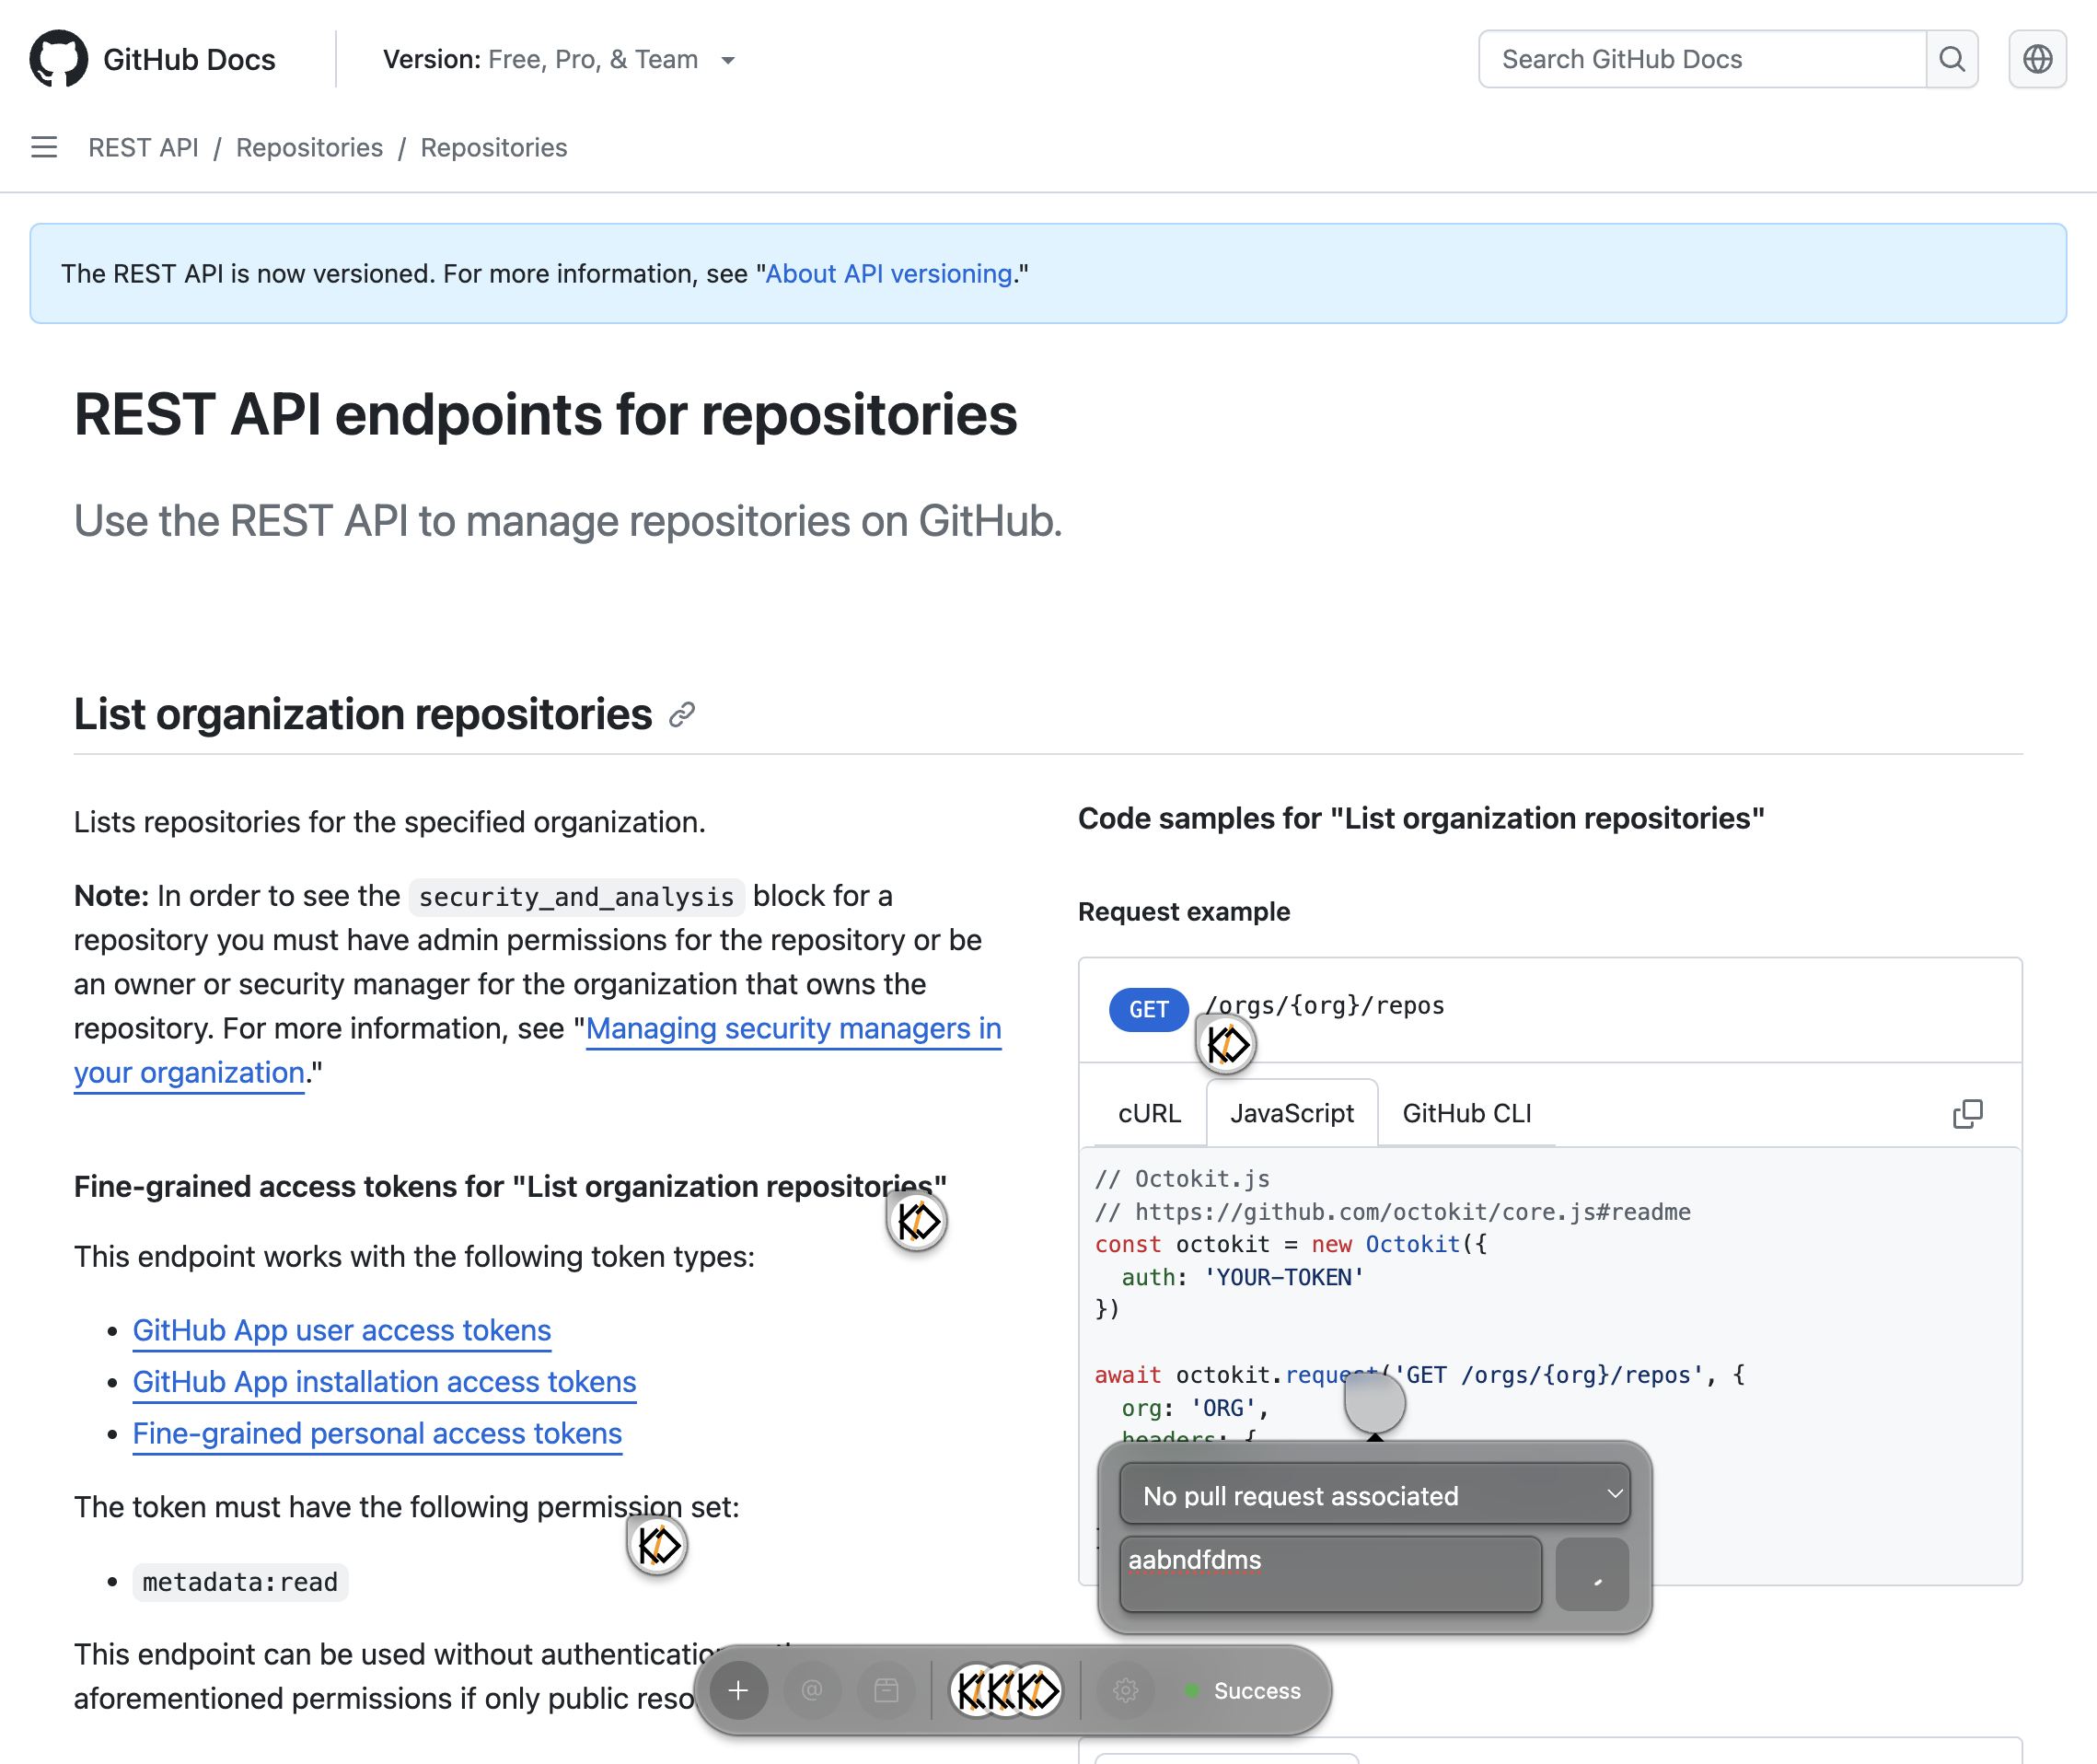 GitHub Docs
Version: Free, Pro, & Team
Search GitHub Docs
REST API / Repositories / Repositories
The REST API is now versioned. For more information, see "About API versioning."
REST API endpoints for repositories
Use the REST API to manage repositories on GitHub.
List organization repositories
Lists repositories for the specified organization.
Note: In order to see the security_and_analysis block for a
repository you must have admin permissions for the repository or be
an owner or security manager for the organization that owns the
repository. For more information, see "Managing security managers in
your organization."
Fine-grained access tokens for "List organization repositories"
This endpoint works with the following token types:
• GitHub App user access tokens
• GitHub App installation access tokens
• Fine-grained personal access tokens
The token must have the following permission set:
• metadata:read
This endpoint can be used without
aforementioned permissions if only public
Code samples for "List organization repositories"
Request example
GET /orgs/{org}/repos
cURL JavaScript GitHub CLI
// Octokit.js
// https://github.com/octokit/core.js#readme
const octokit = new Octokit({
  auth: 'YOUR-TOKEN'
})
await octokit.request('GET /orgs/{org}/repos', {
  org: 'ORG',
  headers: {
No pull request associated
aabndfdms
+ @ Success